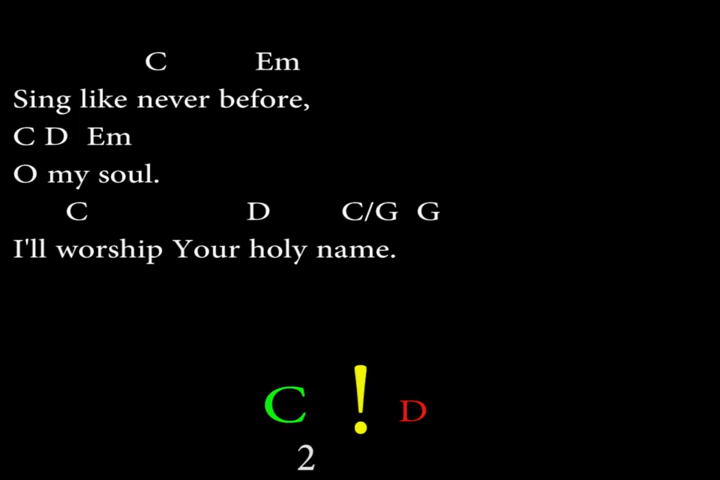 C Em
Sing like never before,
C D Em
O my soul.
C D C/G G
I'll worship Your holy name.
C ! D
2